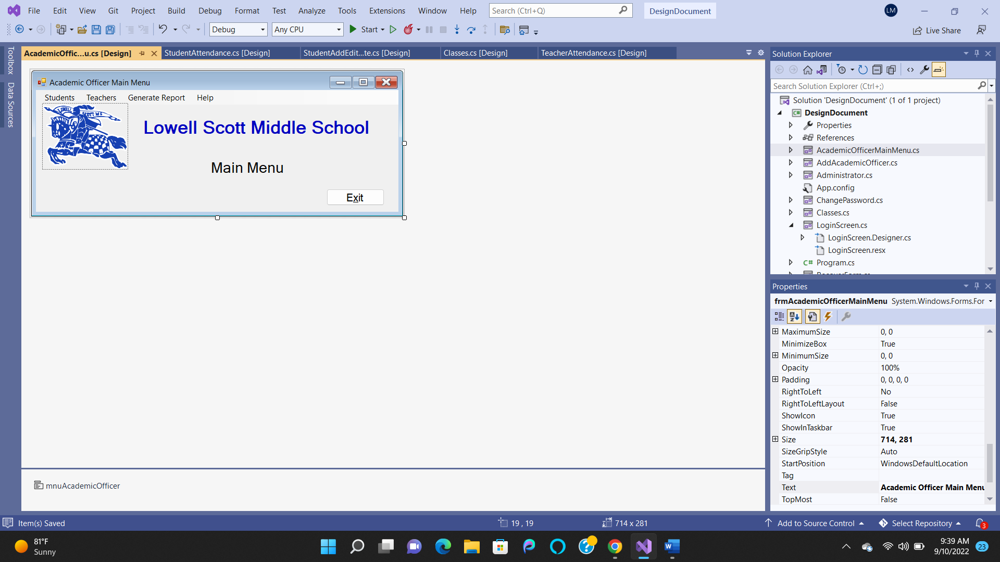 File Edit View Git Project Build Debug Format Test Analyze Tools Extensions Window Help Search (Ctrl+Q) DesignDocument LM
Debug Any CPU Start Live Share
Toolbox
Data Sources
AcademicOffic...u.cs [Design] StudentAttendance.cs [Design] StudentAddEdit...te.cs [Design] Classes.cs [Design] TeacherAttendance.cs [Design]
Academic Officer Main Menu
Students Teachers Generate Report Help
LOWELL SCOTT M S
Lowell Scott Middle School
Main Menu
Exit
mnuAcademicOfficer
Solution Explorer
Search Solution Explorer (Ctrl+;)
Solution 'DesignDocument' (1 of 1 project)
C# DesignDocument
Properties
References
AcademicOfficerMainMenu.cs
AddAcademicOfficer.cs
Administrator.cs
App.config
ChangePassword.cs
Classes.cs
LoginScreen.cs
LoginScreen.Designer.cs
LoginScreen.resx
C# Program.cs
Properties
frmAcademicOfficerMainMenu System.Windows.Forms.For
MaximumSize 0, 0
MinimizeBox True
MinimumSize 0, 0
Opacity 100%
Padding 0, 0, 0, 0
RightToLeft No
RightToLeftLayout False
ShowIcon True
ShowInTaskbar True
Size 714, 281
SizeGripStyle Auto
StartPosition WindowsDefaultLocation
Tag
Text Academic Officer Main Menu
TopMost False
Item(s) Saved 19 , 19 714 x 281 Add to Source Control Select Repository 3
81°F
Sunny
9:39 AM
9/10/2022 23